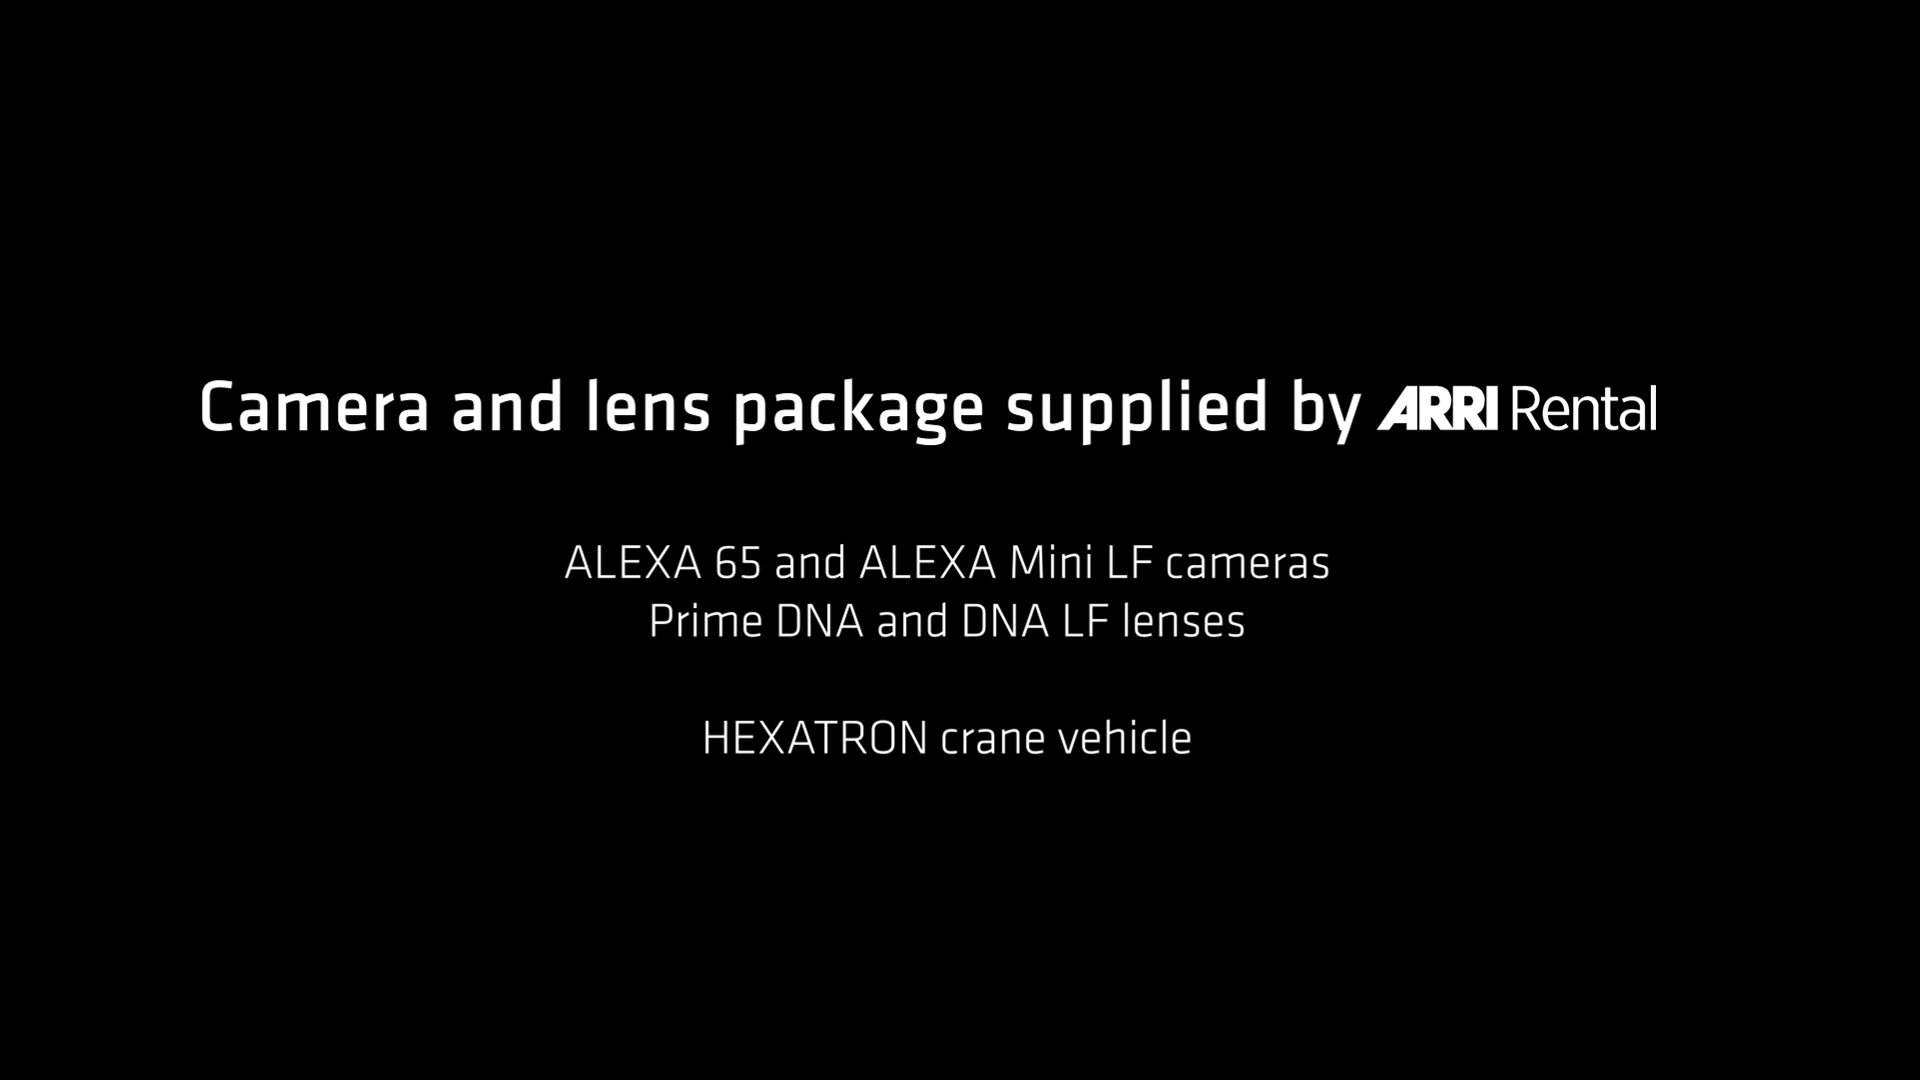 Camera and lens package supplied by ARRI Rental
ALEXA 65 and ALEXA Mini LF cameras
Prime DNA and DNA LF lenses
HEXATRON crane vehicle